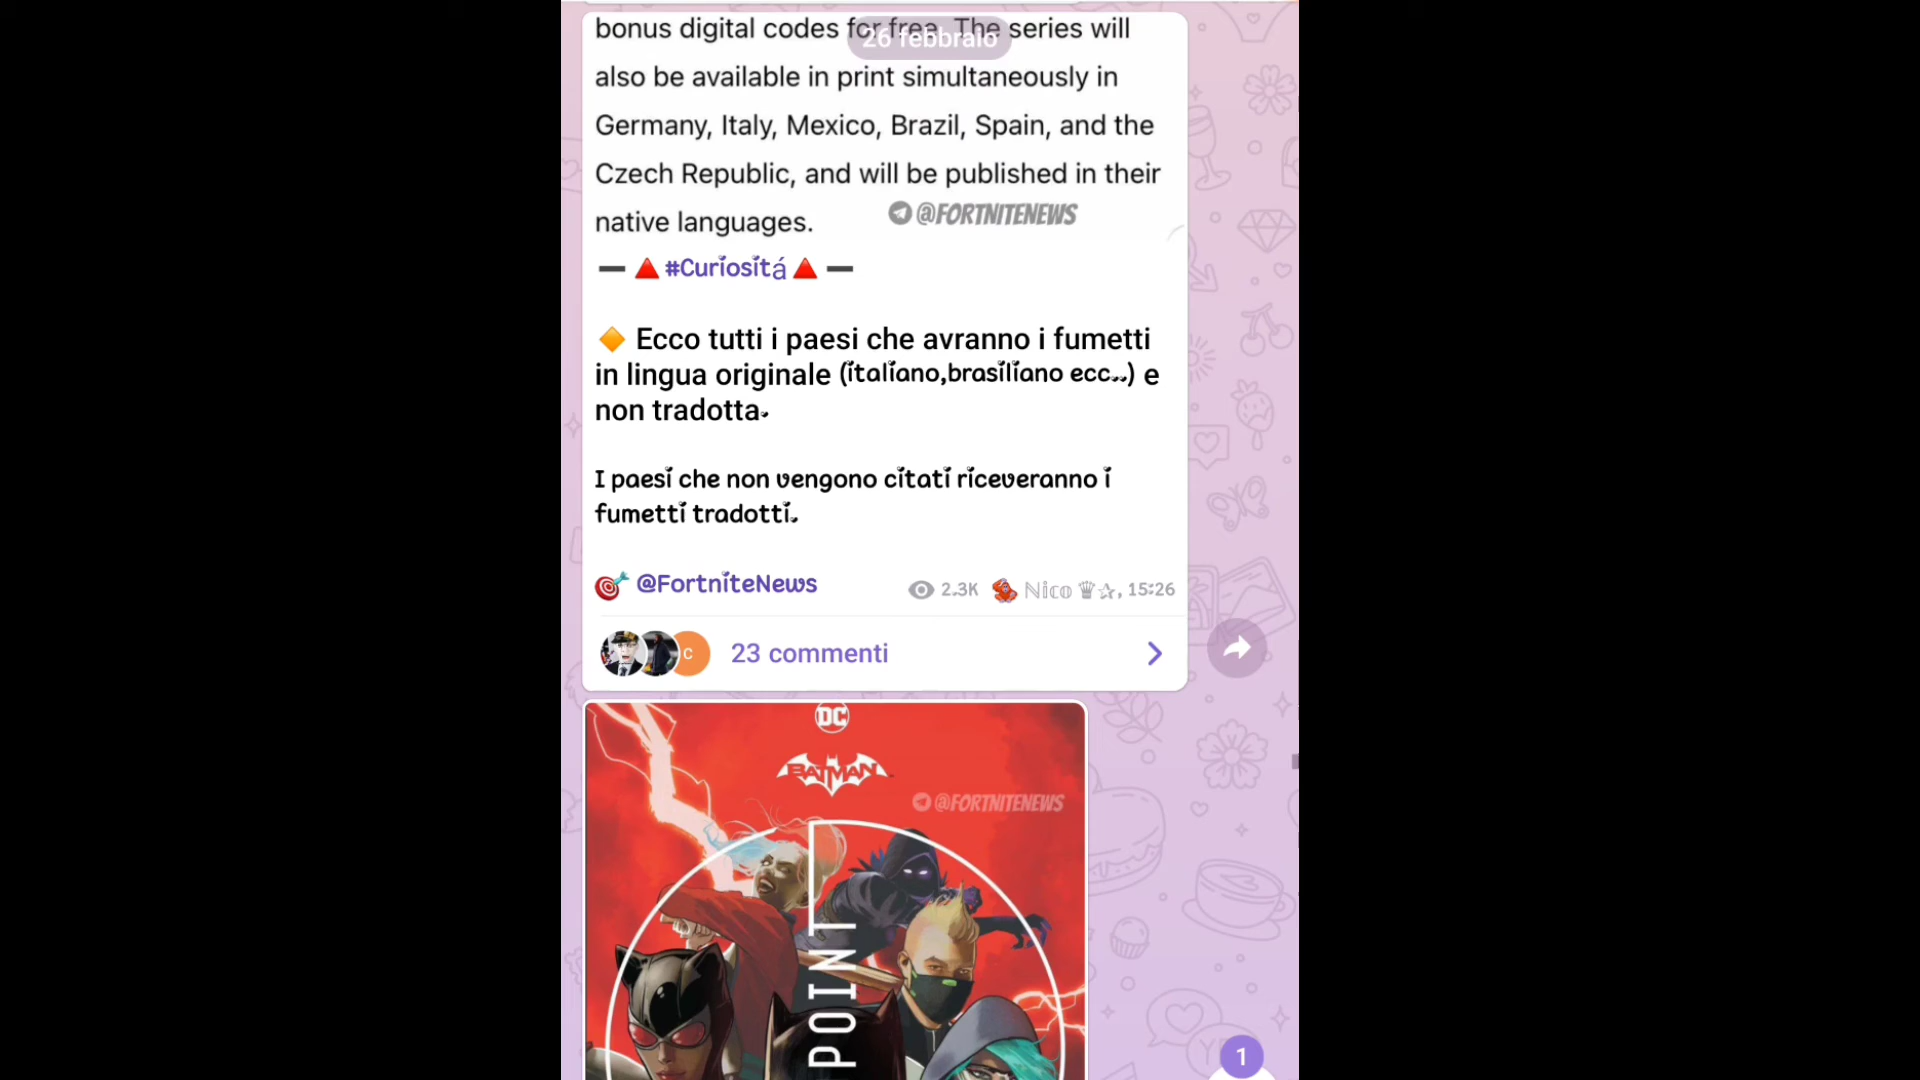 bonus digital codes for free. The series will
26 febbraio
also be available in print simultaneously in
Germany, Italy, Mexico, Brazil, Spain, and the
Czech Republic, and will be published in their
native languages.
@FORTNITENEWS
➖🔺#Curiositá🔺➖
🔶 Ecco tutti i paesi che avranno i fumetti
in lingua originale (italiano,brasiliano ecc..) e
non tradotta.
I paesi che non vengono citati riceveranno i
fumetti tradotti.
🎯 @FortniteNews
2.3K Nico ♕☆, 15:26
C
23 commenti
DC
BATMAN
@FORTNITENEWS
POINT
1